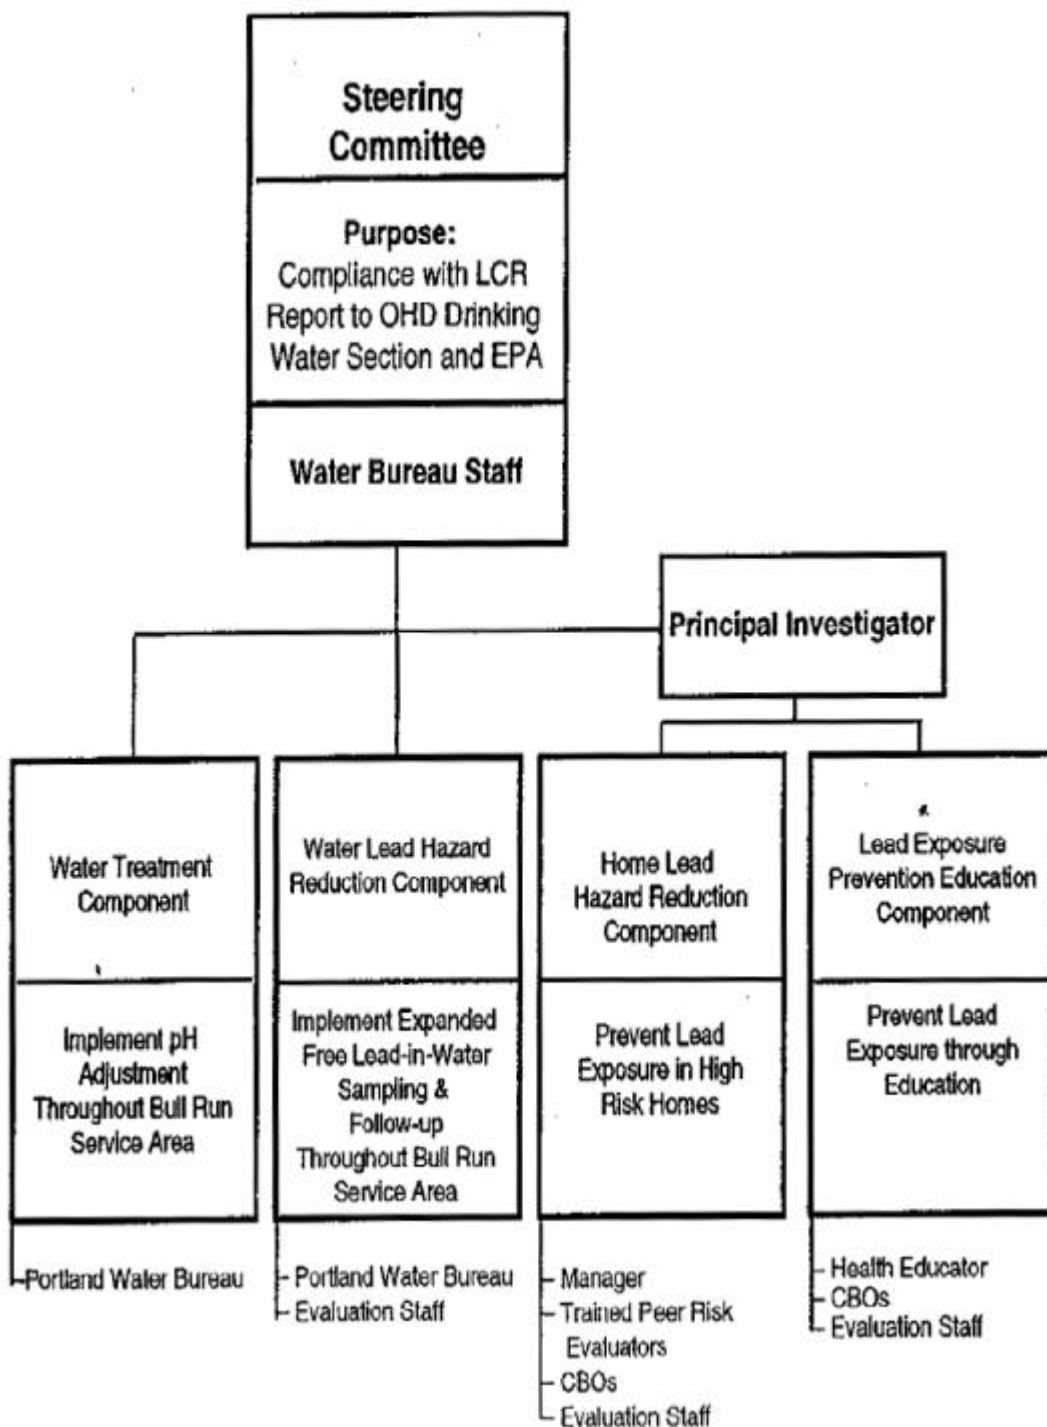 Steering
Committee
Purpose:
Compliance with LCR
Report to OHD Drinking
Water Section and EPA
Water Bureau Staff
Principal Investigator
Water Treatment
Component
Implement pH
Adjustment
Throughout Bull Run
Service Area
Portland Water Bureau
Water Lead Hazard
Reduction Component
Implement Expanded
Free Lead-in-Water
Sampling &
Follow-up
Throughout Bull Run
Service Area
Portland Water Bureau
Evaluation Staff
Home Lead
Hazard Reduction
Component
Prevent Lead
Exposure in High
Risk Homes
Manager
Trained Peer Risk
Evaluators
CBOs
Evaluation Staff
Lead Exposure
Prevention Education
Component
Prevent Lead
Exposure through
Education
Health Educator
CBOs
Evaluation Staff